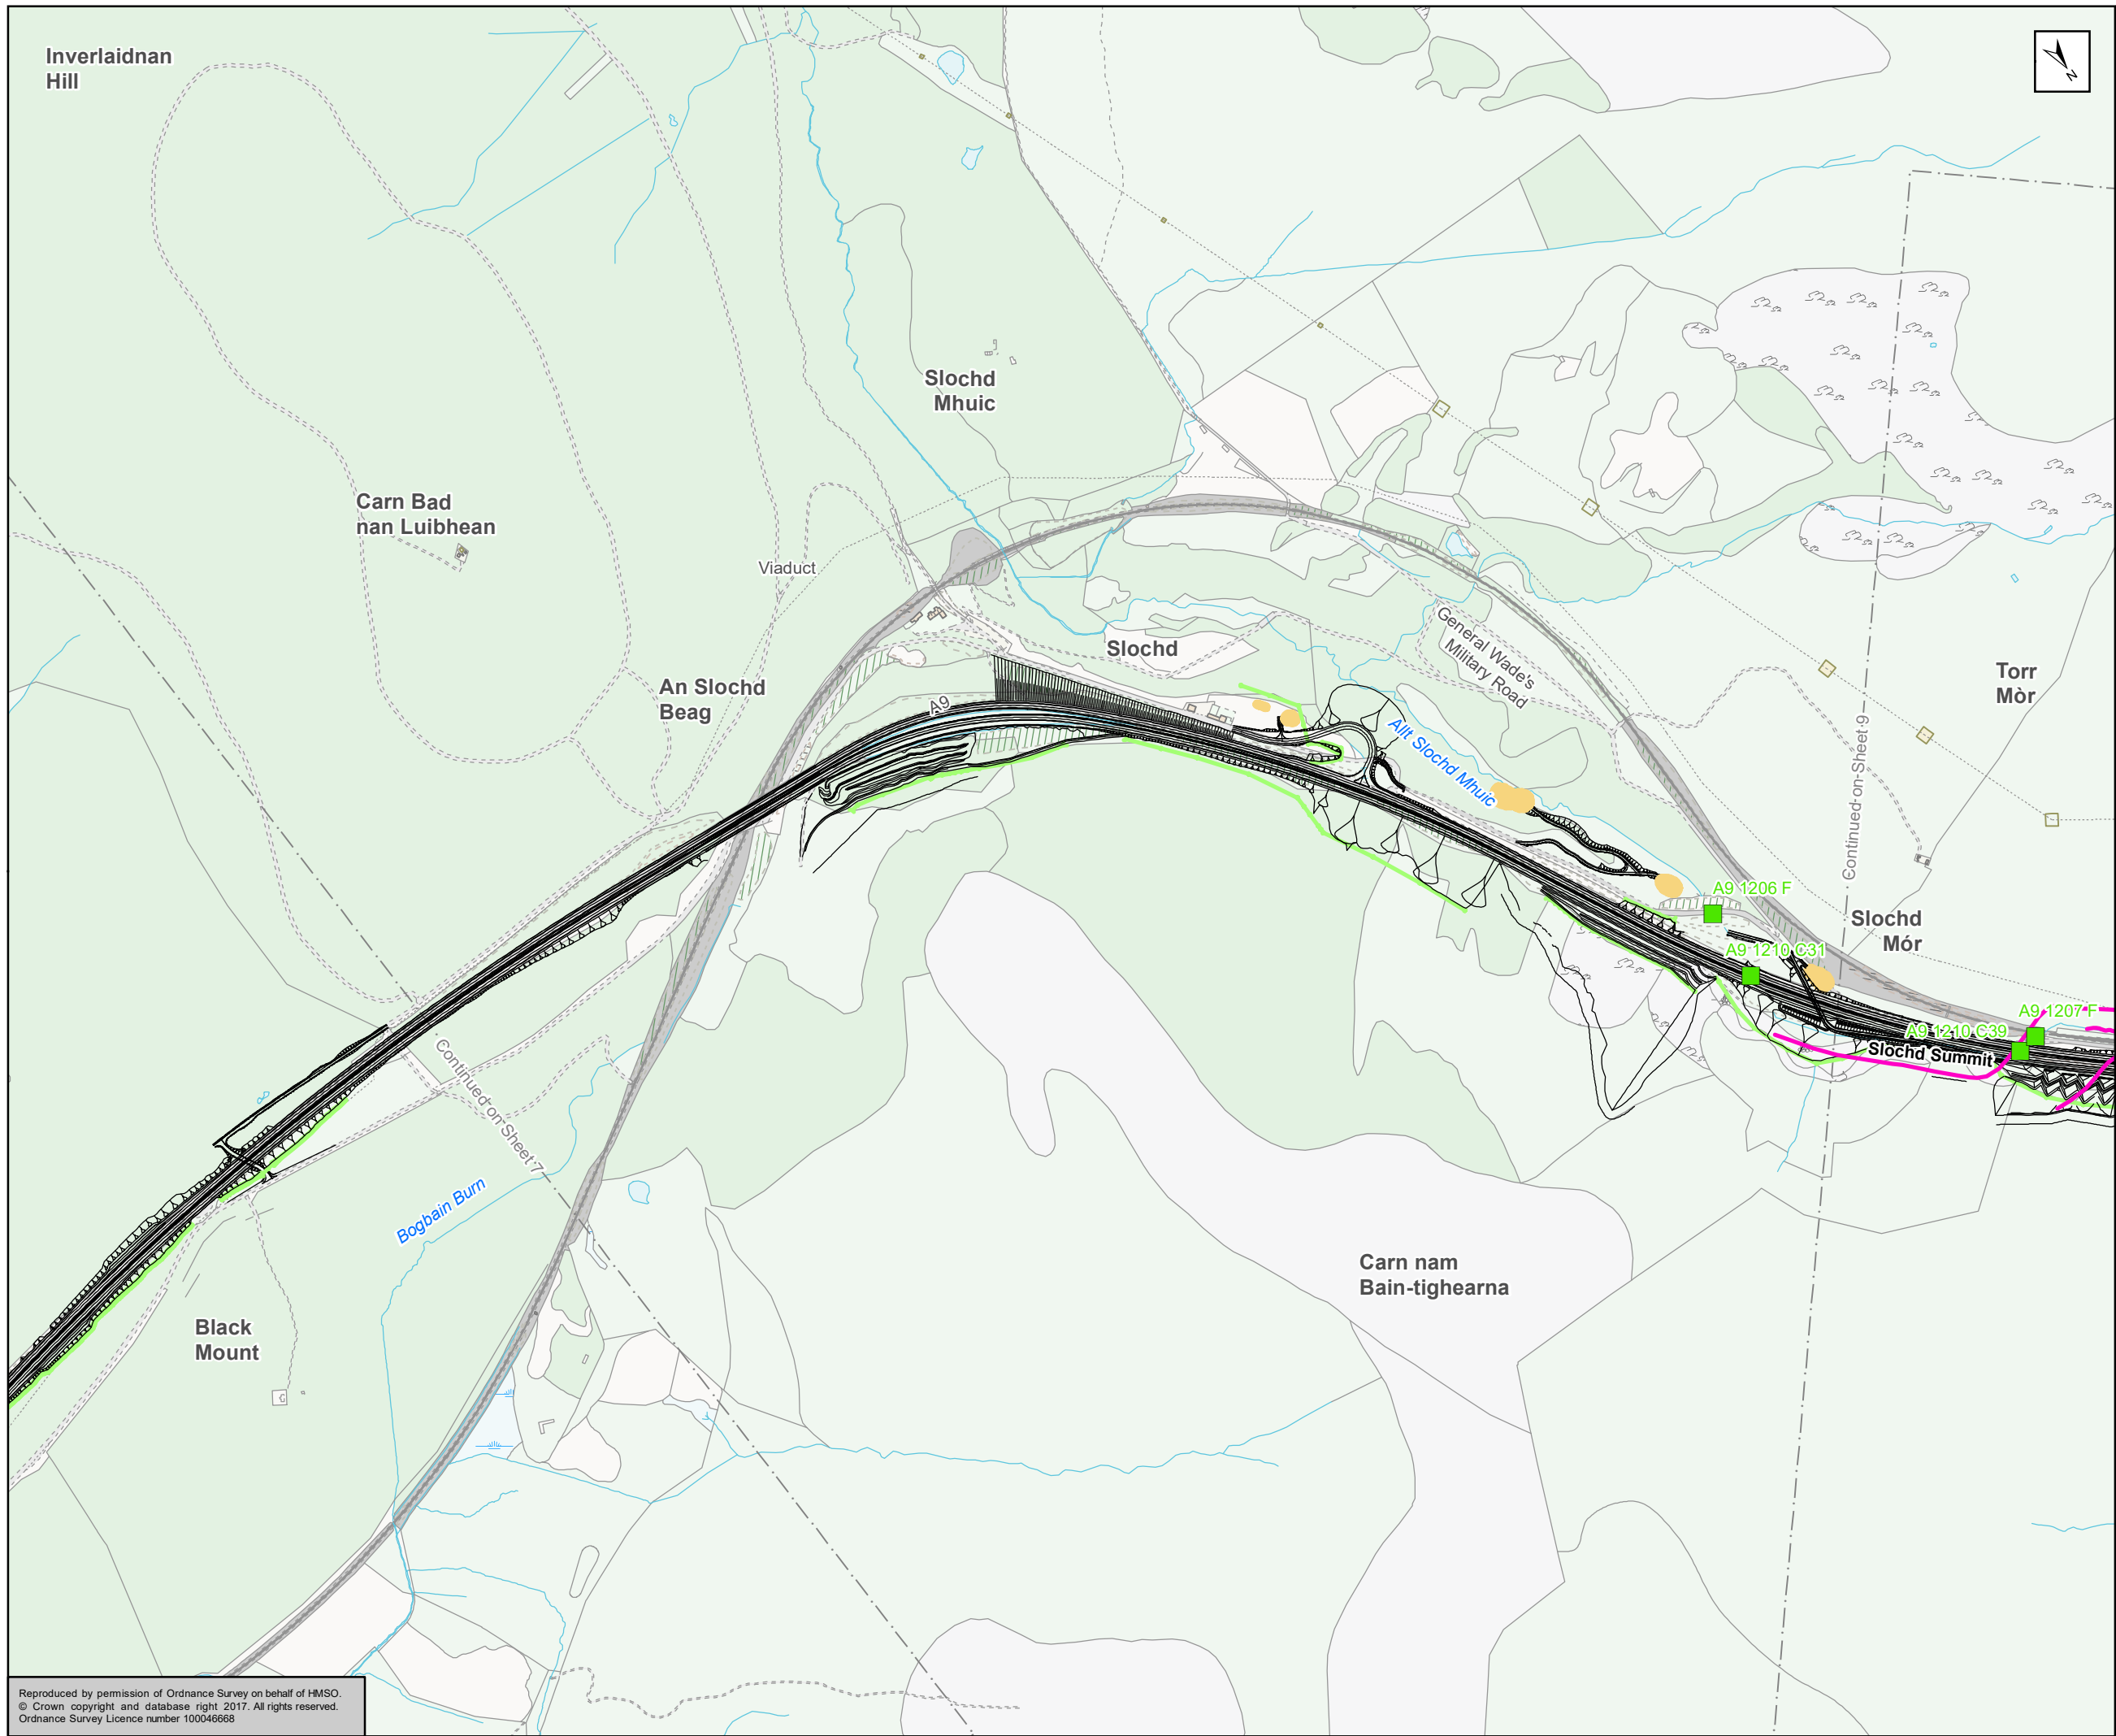 Inverlaidnan
Hill
N
Slochd
Mhuic
Carn Bad
nan Luibhean
Viaduct
General Wade's
Military Road
Slochd
Torr
Mòr
An Slochd
Beag
A9
Allt Slochd Mhuic
Continued on Sheet 9
A9 1206 F
Slochd
Mór
A9 1210 C31
A9 1207 F
A9 1210 C39
Slochd Summit
Continued on Sheet 7
Bogbain Burn
Carn nam
Bain-tighearna
Black
Mount
Reproduced by permission of Ordnance Survey on behalf of HMSO.
© Crown copyright and database right 2017. All rights reserved.
Ordnance Survey Licence number 100046668